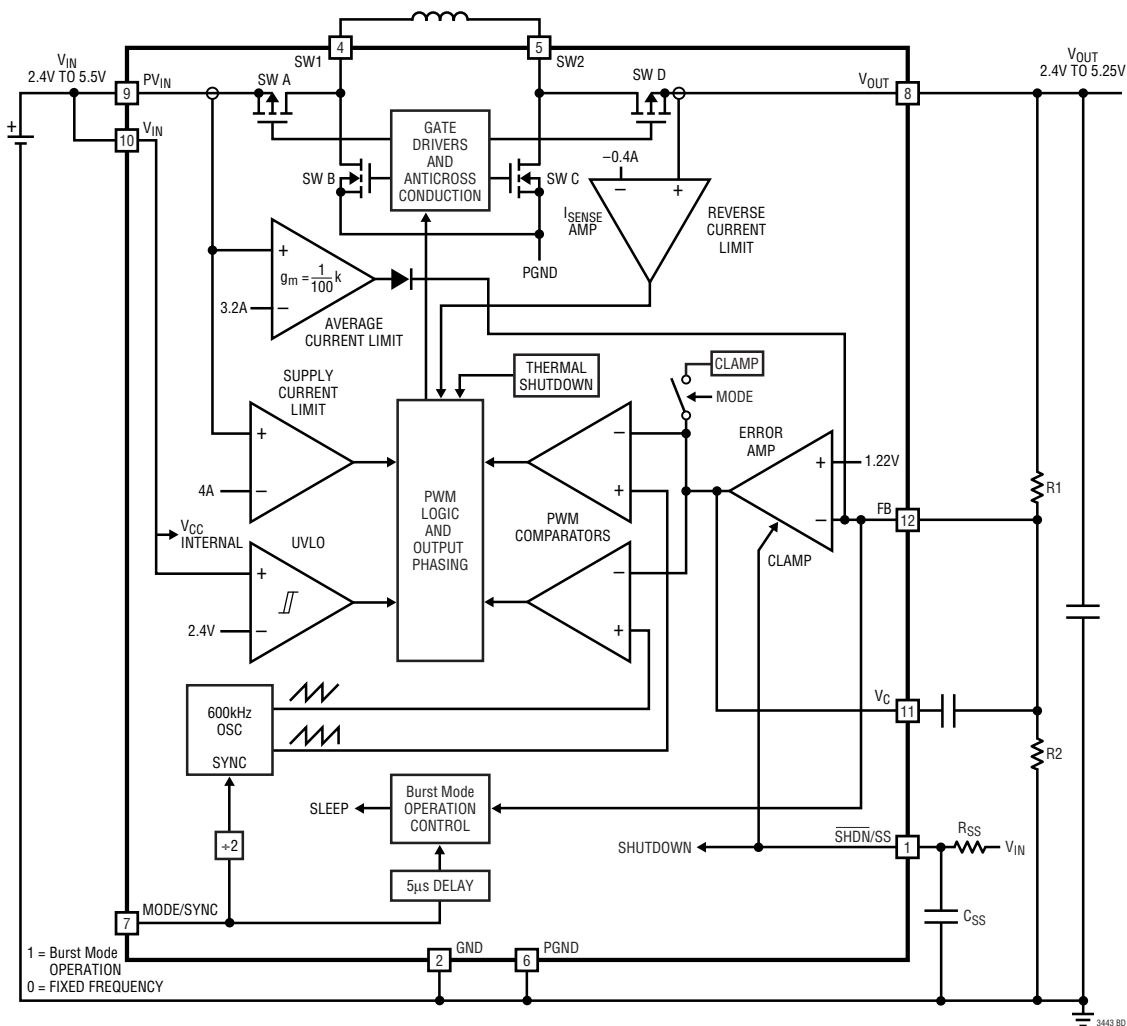 4
5
SW1
SW2
V_IN
2.4V TO 5.5V
V_OUT
2.4V TO 5.25V
9
PV_IN
SW A
SW D
V_OUT
8
+
10
V_IN
GATE
DRIVERS
AND
ANTICROSS
CONDUCTION
SW B
SW C
–0.4A
–
+
I_SENSE
AMP
REVERSE
CURRENT
LIMIT
PGND
+
g_m = 1/100 k
3.2A
–
AVERAGE
CURRENT LIMIT
THERMAL
SHUTDOWN
CLAMP
MODE
SUPPLY
CURRENT
LIMIT
+
4A
–
PWM
LOGIC
AND
OUTPUT
PHASING
–
+
PWM
COMPARATORS
ERROR
AMP
+
1.22V
–
CLAMP
FB
12
R1
V_CC
INTERNAL
UVLO
+
2.4V
–
–
+
600kHz
OSC
SYNC
V_C
11
R2
SLEEP
Burst Mode
OPERATION
CONTROL
÷2
5µs DELAY
SHUTDOWN
S̅H̅D̅N̅/SS
1
R_SS
V_IN
C_SS
7
MODE/SYNC
1 = Burst Mode
OPERATION
0 = FIXED FREQUENCY
2
GND
6
PGND
3443 BD